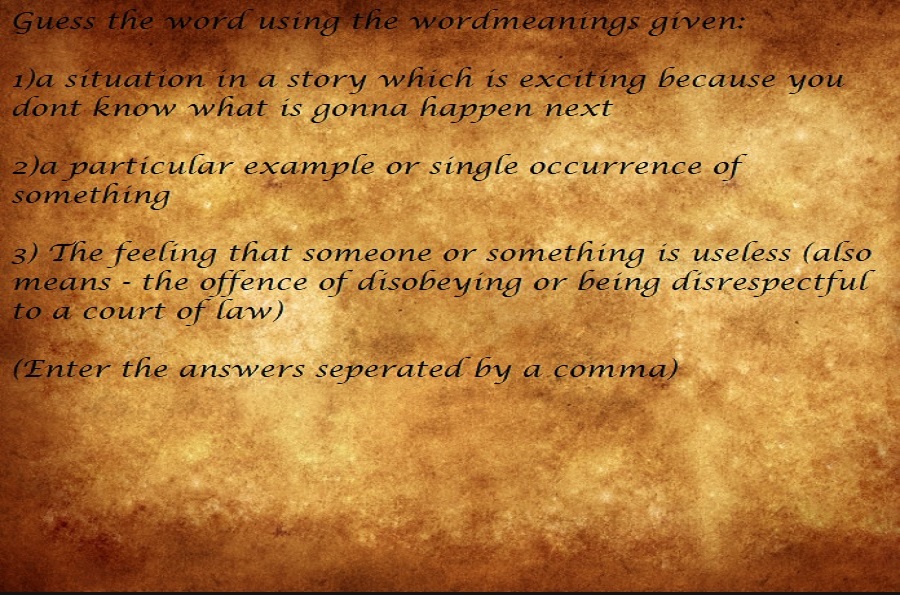 Guess the word using the wordmeanings given:
1)a situation in a story which is exciting because you
dont know what is gonna happen next
2)a particular example or single occurrence of
something
3) The feeling that someone or something is useless (also
means - the offence of disobeying or being disrespectful
to a court of law)
(Enter the answers seperated by a comma)